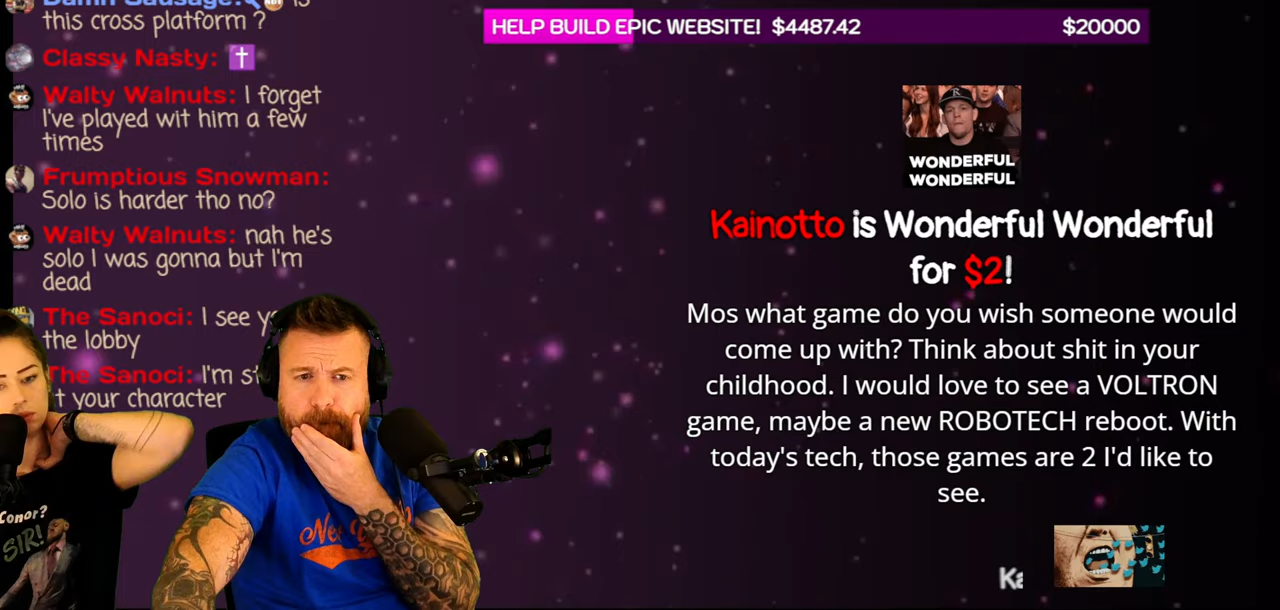 Damn Sausage: is
this cross platform ?
Classy Nasty:
Walty Walnuts: I forget
I've played wit him a few
times
Frumptious Snowman:
Solo is harder tho no?
Walty Walnuts: nah he's
solo I was gonna but I'm
dead
The Sanoci: I see
the lobby
The Sanoci: I'm
your character
Conor?
SIR!
HELP BUILD EPIC WEBSITE! $4487.42 $20000
WONDERFUL
WONDERFUL
Kainotto is Wonderful Wonderful
for $2!
Mos what game do you wish someone would
come up with? Think about shit in your
childhood. I would love to see a VOLTRON
game, maybe a new ROBOTECH reboot. With
today's tech, those games are 2 I'd like to
see.